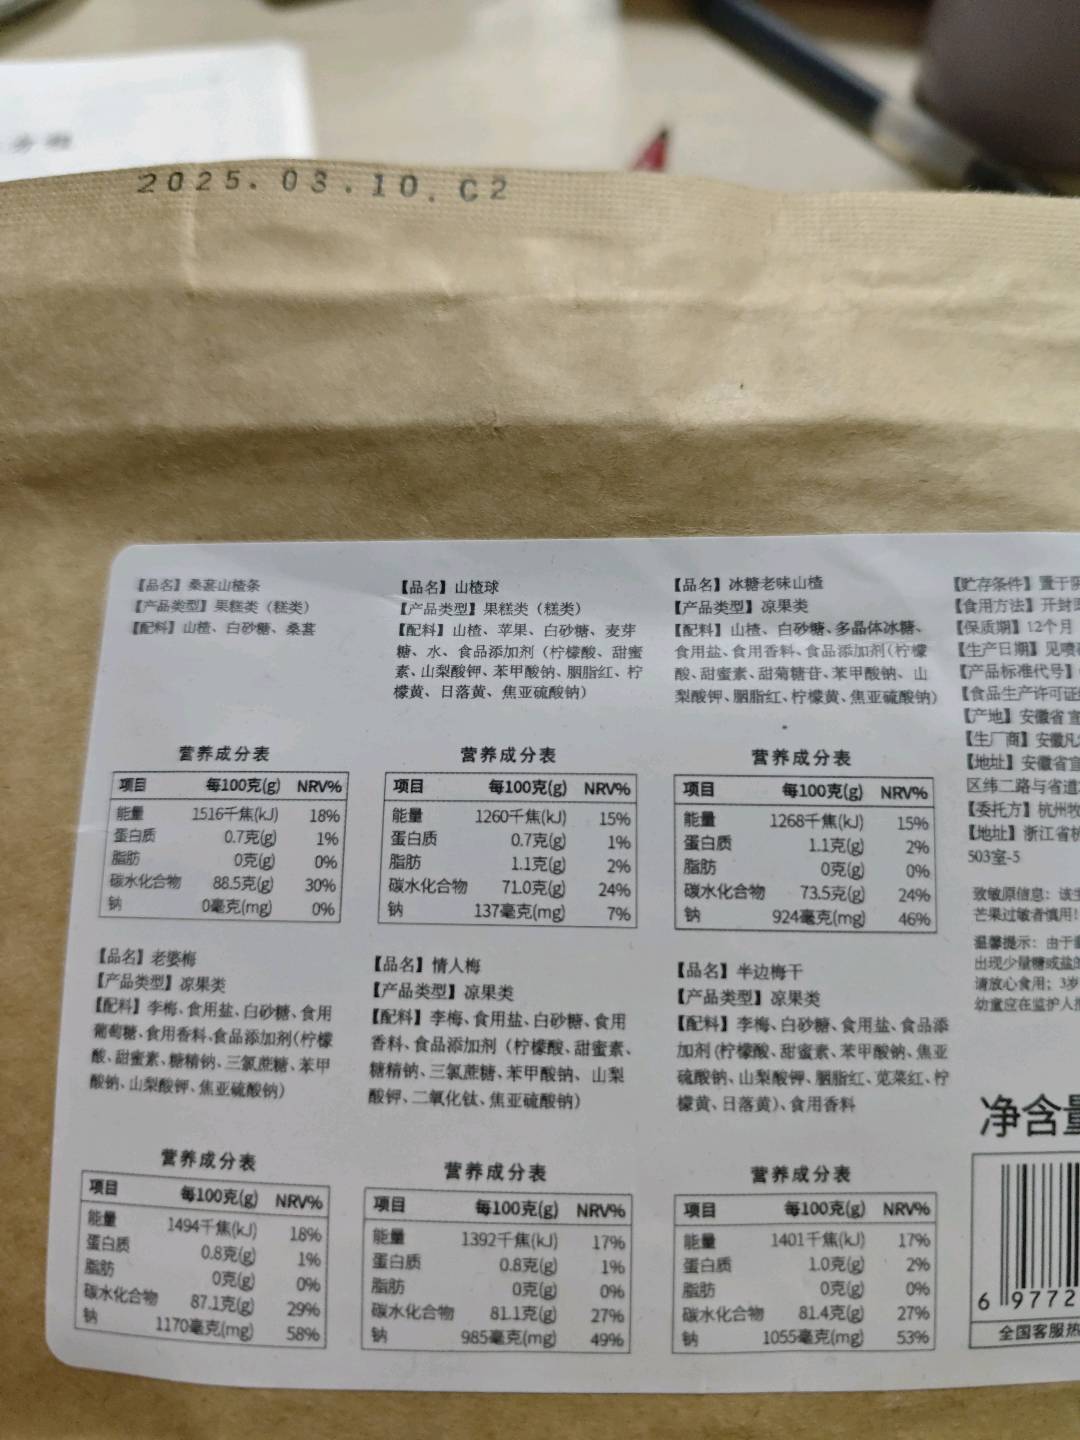 2025.03.10.C2
【品名】桑葚山楂条
【产品类型】果糕类（糕类）
【配料】山楂、白砂糖、桑葚
营养成分表
项目 每100克(g) NRV%
能量 1516千焦(kJ) 18%
蛋白质 0.7克(g) 1%
脂肪 0克(g) 0%
碳水化合物 88.5克(g) 30%
钠 0毫克(mg) 0%
【品名】山楂球
【产品类型】果糕类（糕类）
【配料】山楂、苹果、白砂糖、麦芽
糖、水、食品添加剂（柠檬酸、甜蜜
素、山梨酸钾、苯甲酸钠、胭脂红、柠
檬黄、日落黄、焦亚硫酸钠）
营养成分表
项目 每100克(g) NRV%
能量 1260千焦(kJ) 15%
蛋白质 0.7克(g) 1%
脂肪 1.1克(g) 2%
碳水化合物 71.0克(g) 24%
钠 137毫克(mg) 7%
【品名】冰糖老味山楂
【产品类型】凉果类
【配料】山楂、白砂糖、多晶体冰糖、
食用盐、食用香料、食品添加剂（柠檬
酸、甜蜜素、甜菊糖苷、苯甲酸钠、山
梨酸钾、胭脂红、柠檬黄、焦亚硫酸钠）
营养成分表
项目 每100克(g) NRV%
能量 1268千焦(kJ) 15%
蛋白质 1.1克(g) 2%
脂肪 0克(g) 0%
碳水化合物 73.5克(g) 24%
钠 924毫克(mg) 46%
【品名】老婆梅
【产品类型】凉果类
【配料】李梅、食用盐、白砂糖、食用
葡萄糖、食用香料、食品添加剂（柠檬
酸、甜蜜素、糖精钠、三氯蔗糖、苯甲
酸钠、山梨酸钾、焦亚硫酸钠）
营养成分表
项目 每100克(g) NRV%
能量 1494千焦(kJ) 18%
蛋白质 0.8克(g) 1%
脂肪 0克(g) 0%
碳水化合物 87.1克(g) 29%
钠 1170毫克(mg) 58%
【品名】情人梅
【产品类型】凉果类
【配料】李梅、食用盐、白砂糖、食用
香料、食品添加剂（柠檬酸、甜蜜素、
糖精钠、三氯蔗糖、苯甲酸钠、山梨
酸钾、二氧化钛、焦亚硫酸钠）
营养成分表
项目 每100克(g) NRV%
能量 1392千焦(kJ) 17%
蛋白质 0.8克(g) 1%
脂肪 0克(g) 0%
碳水化合物 81.1克(g) 27%
钠 985毫克(mg) 49%
【品名】半边梅干
【产品类型】凉果类
【配料】李梅、白砂糖、食用盐、食品添
加剂（柠檬酸、甜蜜素、苯甲酸钠、焦亚
硫酸钠、山梨酸钾、胭脂红、苋菜红、柠
檬黄、日落黄）、食用香料
营养成分表
项目 每100克(g) NRV%
能量 1401千焦(kJ) 17%
蛋白质 1.0克(g) 2%
脂肪 0克(g) 0%
碳水化合物 81.4克(g) 27%
钠 1055毫克(mg) 53%
【贮存条件】置于
【食用方法】开封
【保质期】12个月
【生产日期】见喷
【产品标准代号】
【食品生产许可证
【产地】安徽省宣
【生产商】安徽凡
【地址】安徽省宣
区纬二路与省道
【委托方】杭州牧
【地址】浙江省杭
503室-5
致敏原信息：该生
芒果过敏者慎用！
温馨提示：由于
出现少量糖或盐的
请放心食用；3岁
幼童应在监护人
净含量
6 9772
全国客服热